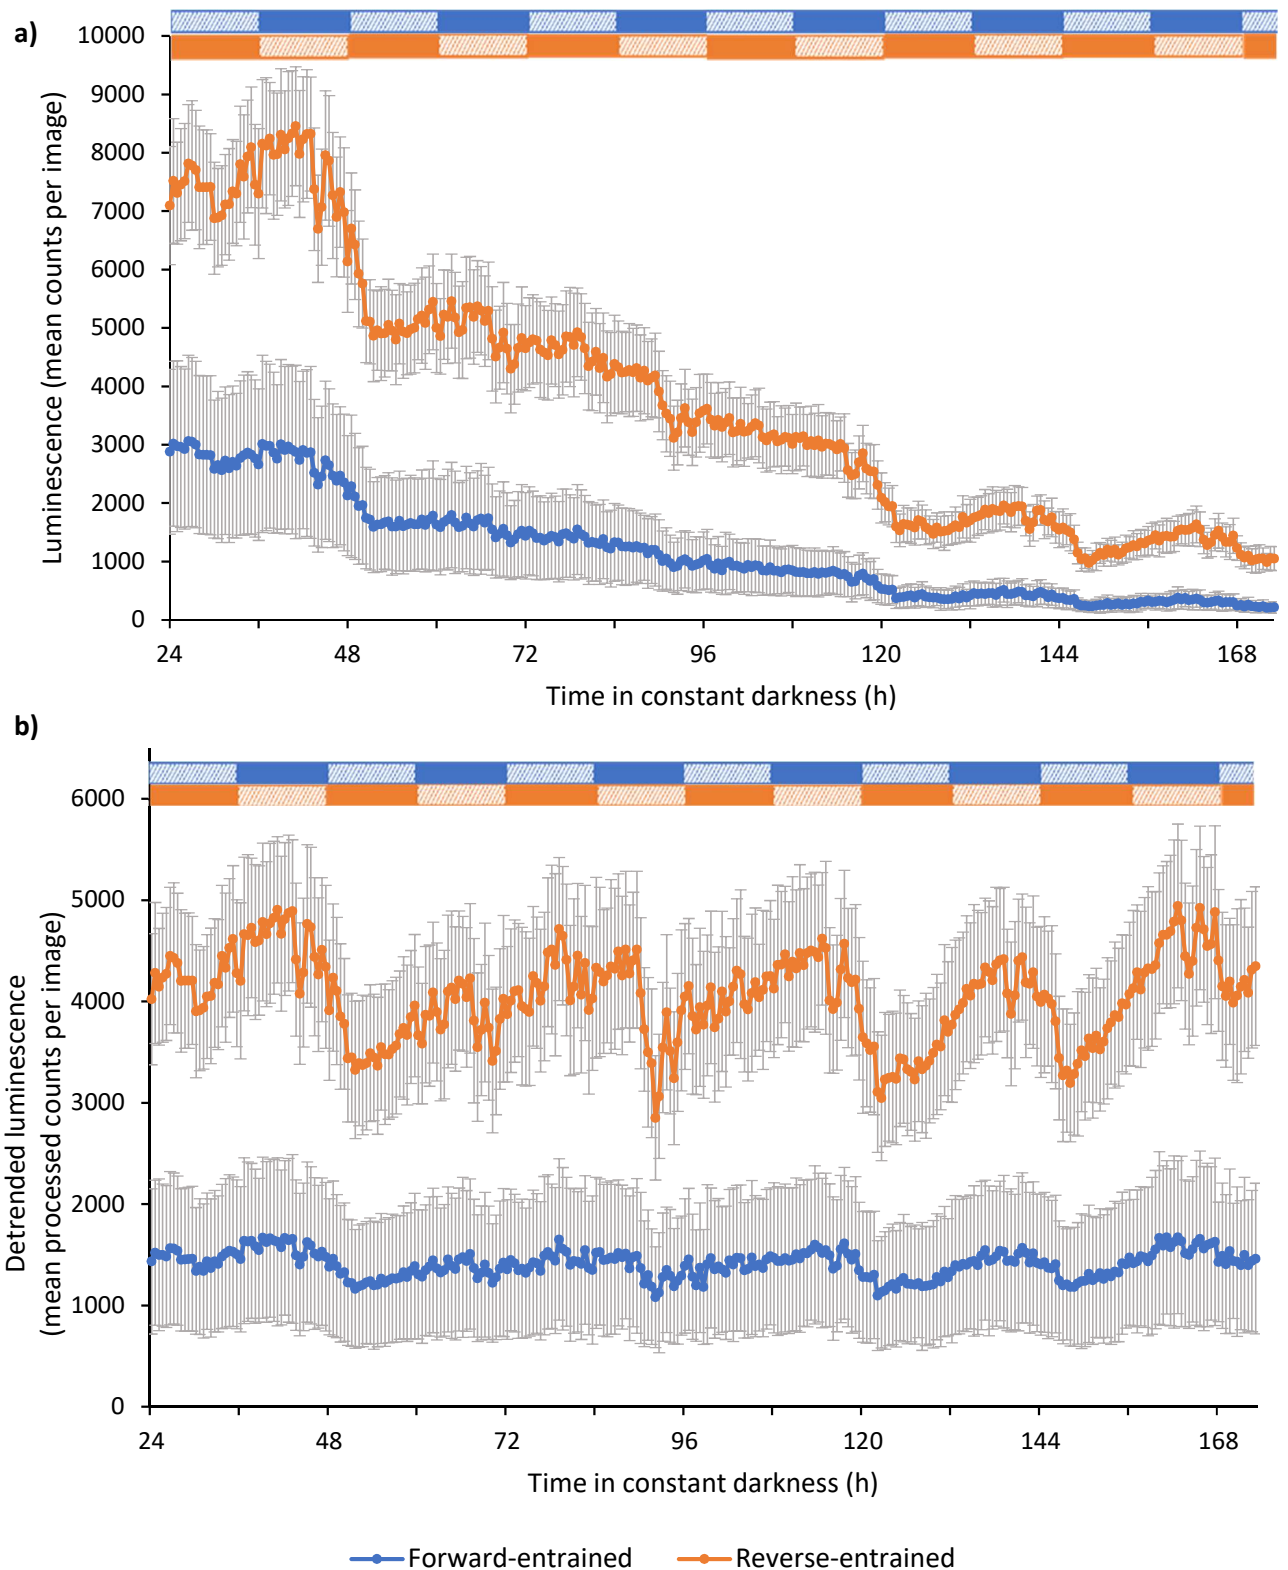 a)
10000
9000
8000
7000
6000
5000
4000
3000
2000
1000
0
Luminescence (mean counts per image)
24 48 72 96 120 144 168
Time in constant darkness (h)
b)
6000
5000
4000
3000
2000
1000
0
Detrended luminescence
(mean processed counts per image)
24 48 72 96 120 144 168
Time in constant darkness (h)
Forward-entrained Reverse-entrained